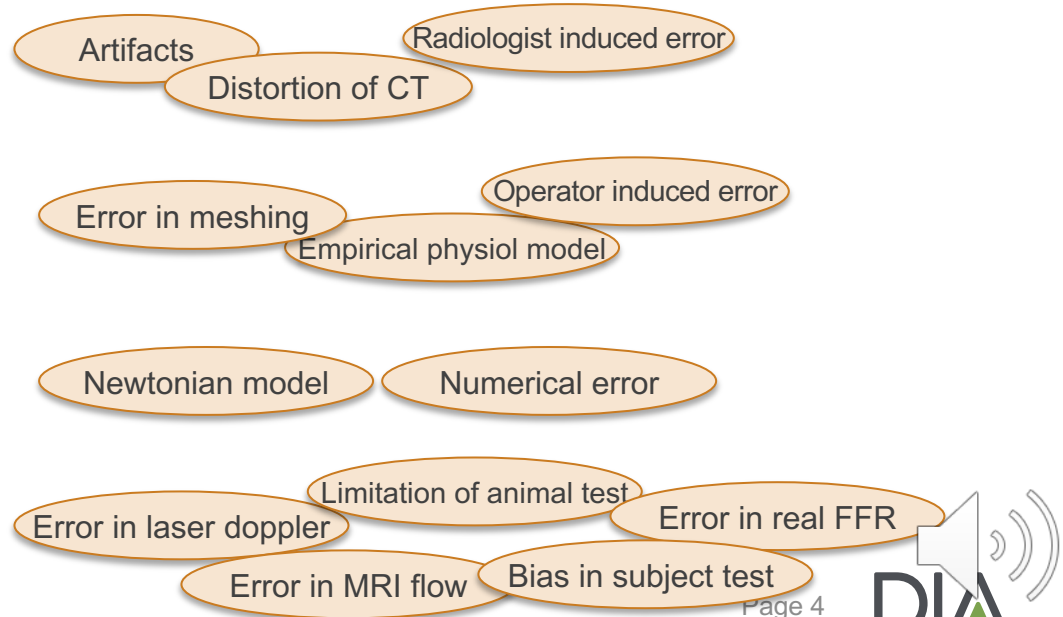 Artifacts
Radiologist induced error
Distortion of CT
Operator induced error
Error in meshing
Empirical physiol model
Newtonian model
Numerical error
Limitation of animal test
Error in laser doppler
Error in real FFR
Error in MRI flow
Bias in subject test
Page 4
DIA